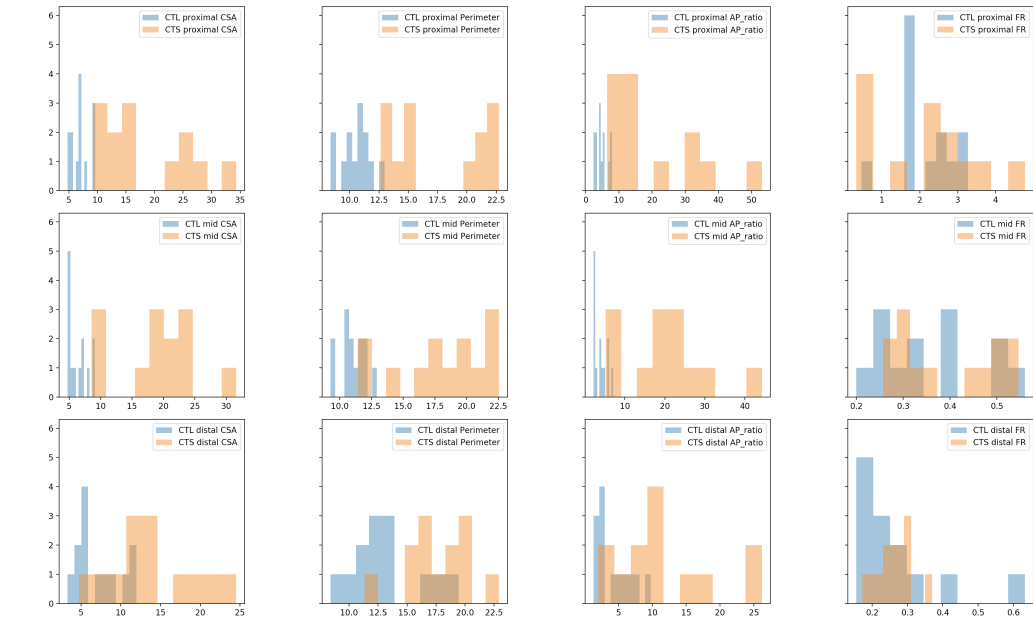 CTL proximal CSA
CTS proximal CSA
CTL proximal Perimeter
CTS proximal Perimeter
CTL proximal AP_ratio
CTS proximal AP_ratio
CTL proximal FR
CTS proximal FR
6
5
4
3
2
1
0
5 10 15 20 25 30 35
10.0 12.5 15.0 17.5 20.0 22.5
0 10 20 30 40 50
1 2 3 4
CTL mid CSA
CTS mid CSA
CTL mid Perimeter
CTS mid Perimeter
CTL mid AP_ratio
CTS mid AP_ratio
CTL mid FR
CTS mid FR
6
5
4
3
2
1
0
5 10 15 20 25 30
10.0 12.5 15.0 17.5 20.0 22.5
10 20 30 40
0.2 0.3 0.4 0.5
CTL distal CSA
CTS distal CSA
CTL distal Perimeter
CTS distal Perimeter
CTL distal AP_ratio
CTS distal AP_ratio
CTL distal FR
CTS distal FR
6
5
4
3
2
1
0
5 10 15 20 25
10.0 12.5 15.0 17.5 20.0 22.5
5 10 15 20 25
0.2 0.3 0.4 0.5 0.6